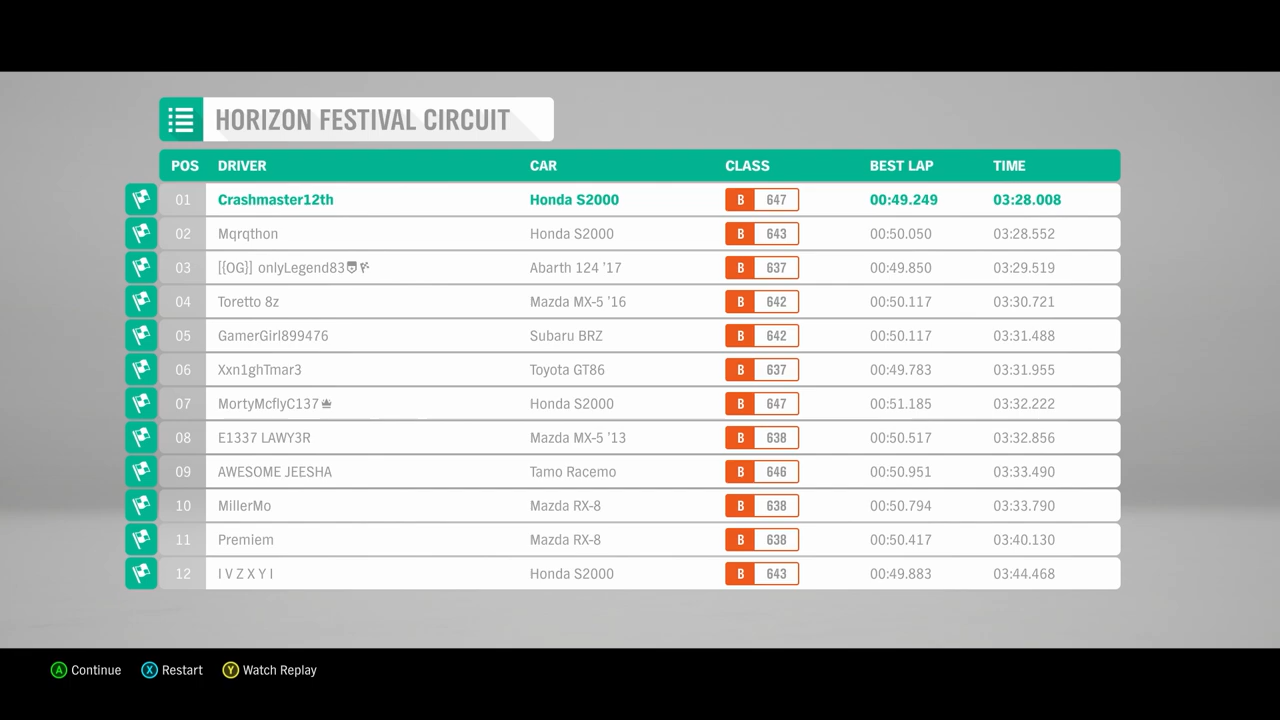 HORIZON FESTIVAL CIRCUIT
POS DRIVER CAR CLASS BEST LAP TIME
01 Crashmaster12th Honda S2000 B 647 00:49.249 03:28.008
02 Mqrqthon Honda S2000 B 643 00:50.050 03:28.552
03 [{OG}] onlyLegend83 Abarth 124 '17 B 637 00:49.850 03:29.519
04 Toretto 8z Mazda MX-5 '16 B 642 00:50.117 03:30.721
05 GamerGirl899476 Subaru BRZ B 642 00:50.117 03:31.488
06 Xxn1ghTmar3 Toyota GT86 B 637 00:49.783 03:31.955
07 MortyMcflyC137 Honda S2000 B 647 00:51.185 03:32.222
08 E1337 LAWY3R Mazda MX-5 '13 B 638 00:50.517 03:32.856
09 AWESOME JEESHA Tamo Racemo B 646 00:50.951 03:33.490
10 MillerMo Mazda RX-8 B 638 00:50.794 03:33.790
11 Premiem Mazda RX-8 B 638 00:50.417 03:40.130
12 I V Z X Y I Honda S2000 B 643 00:49.883 03:44.468
A Continue X Restart Y Watch Replay